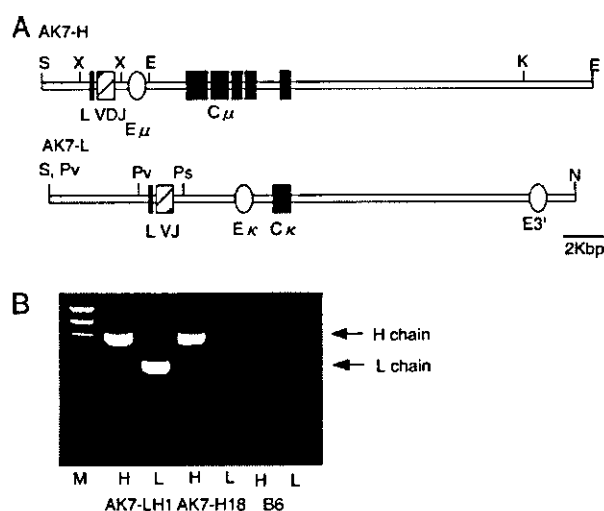 A
AK7-H
S X X E K E
L VDJ
Eμ
Cμ
AK7-L
S, Pv Pv Ps N
L VJ Eκ Cκ E3'
2Kbp
B
H chain
L chain
M H L H L H L
AK7-LH1 AK7-H18 B6